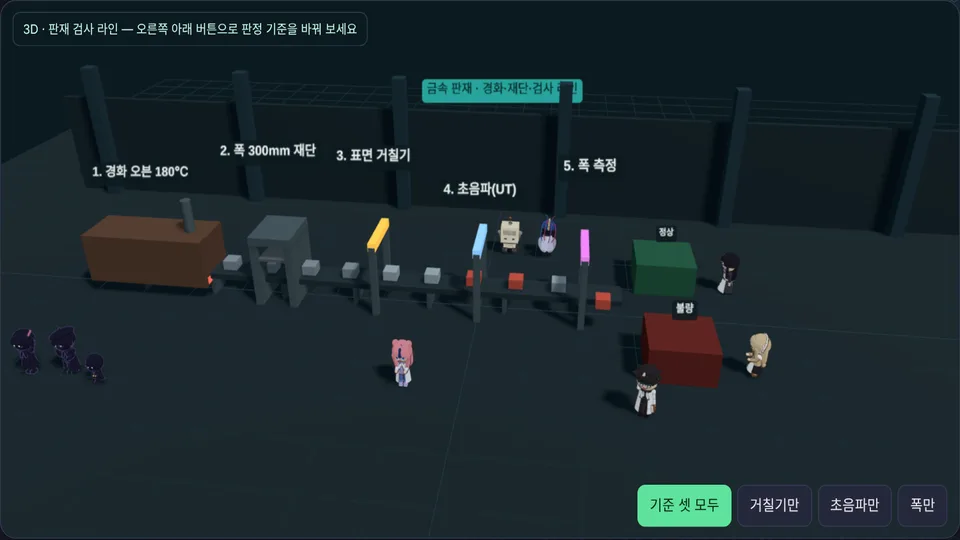 3D · 판재 검사 라인 — 오른쪽 아래 버튼으로 판정 기준을 바꿔 보세요
금속 판재 · 경화·재단·검사
1. 경화 오븐 180°C
2. 폭 300mm 재단
3. 표면 거칠기
4. 초음파(UT)
5. 폭 측정
정상
불량
기준 셋 모두
거칠기만
초음파만
폭만